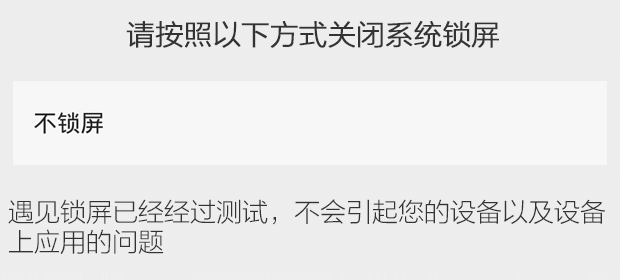 请按照以下方式关闭系统锁屏
不锁屏
遇见锁屏已经经过测试，不会引起您的设备以及设备
上应用的问题